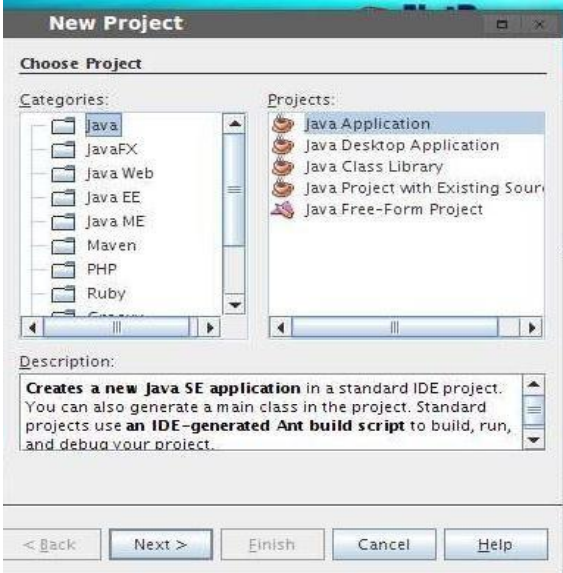 New Project
Choose Project
Categories:
Projects:
Java
JavaFX
Java Web
Java EE
Java ME
Maven
PHP
Ruby
Java Application
Java Desktop Application
Java Class Library
Java Project with Existing Sour
Java Free-Form Project
Description:
Creates a new Java SE application in a standard IDE project.
You can also generate a main class in the project. Standard
projects use an IDE-generated Ant build script to build, run,
and debug your project.
< Back
Next >
Finish
Cancel
Help